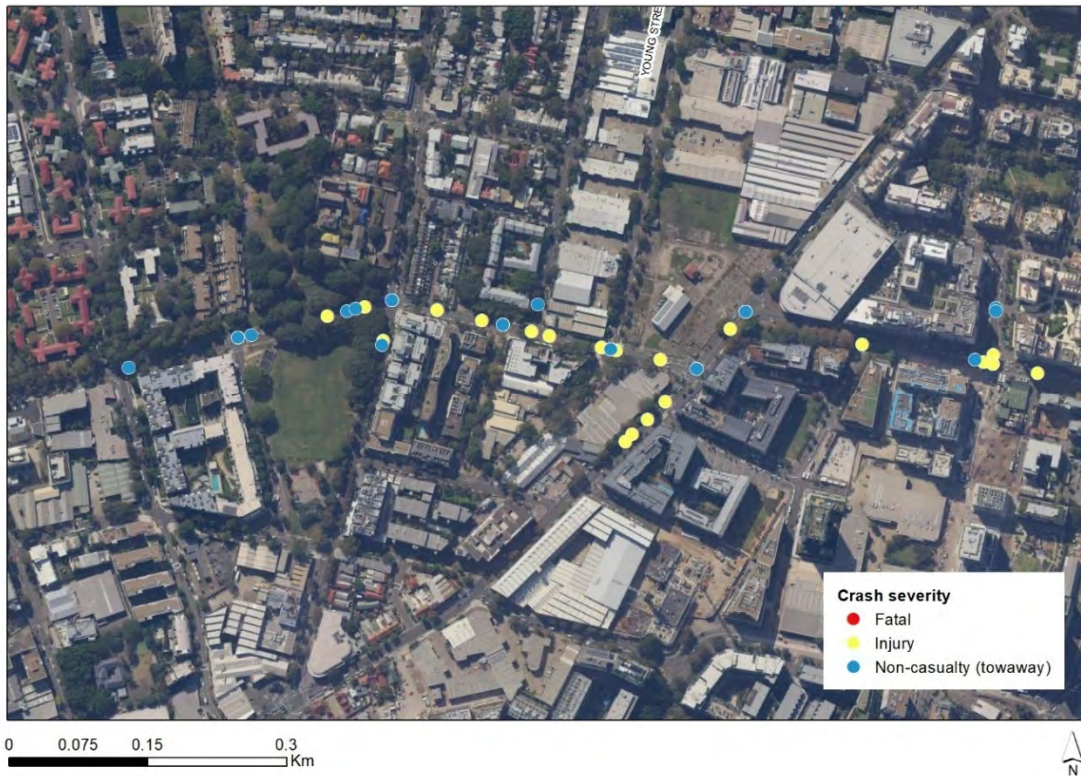 YOUNG STRE
Crash severity
Fatal
Injury
Non-casualty (towaway)
0 0.075 0.15 0.3
Km
N